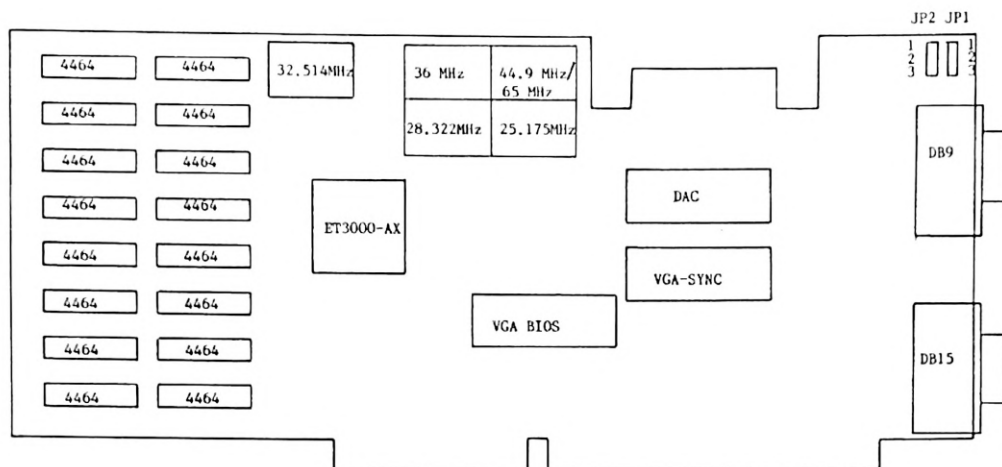 JP2 JP1
1 1
2 2
3 3
4464 4464
32.514MHz
36 MHz
44.9 MHz/
65 MHz
28.322MHz
25.175MHz
4464 4464
4464 4464
4464 4464
4464 4464
4464 4464
4464 4464
4464 4464
ET3000-AX
DAC
VGA-SYNC
VGA BIOS
DB9
DB15